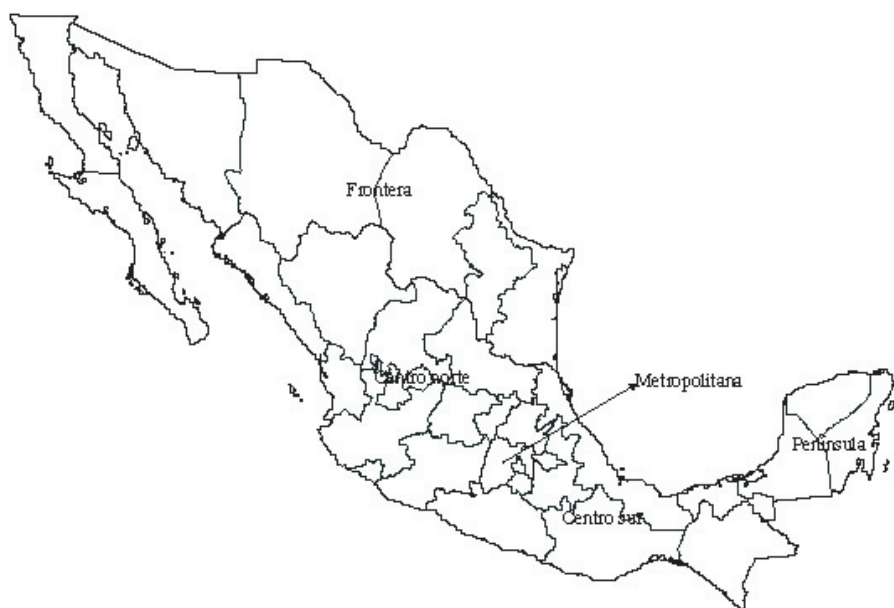 Frontera
Centro norte
Metropolitana
Peninsula
Centro sur